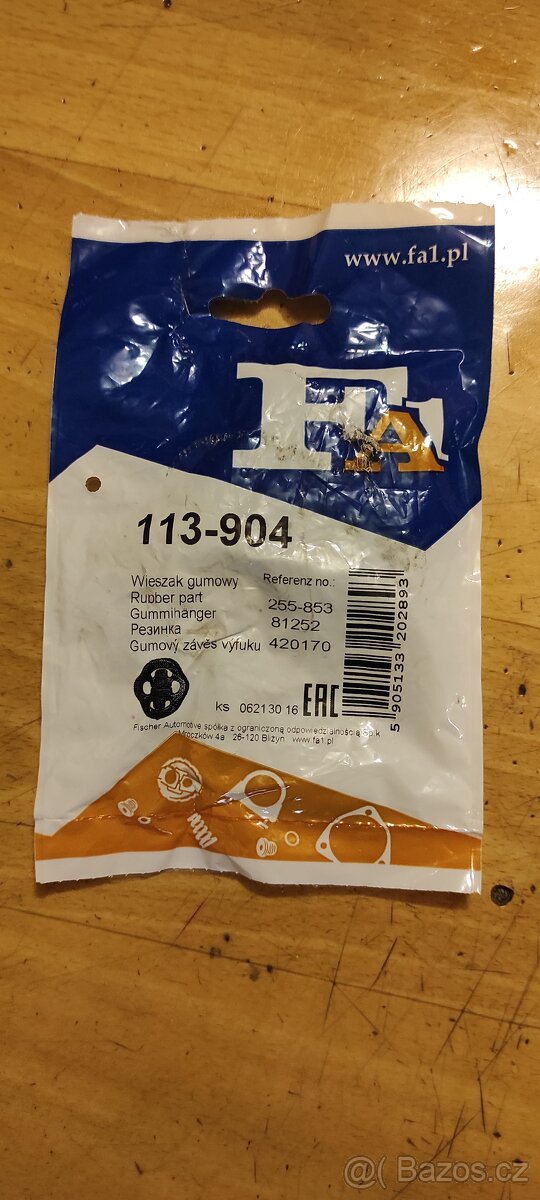 www.fa1.pl
FA1
113-904
Wieszak gumowy
Rubber part
Gummihänger
Резинка
Gumový závěs výfuku
Referenz no.:
255-853
81252
420170
5 905133 202893
ks 062130 16 EAC
Fischer Automotive spółka z ograniczoną odpowiedzialnością Sp.k
Mroczków 4a 26-120 Bliżyn www.fa1.pl
Bazos.cz